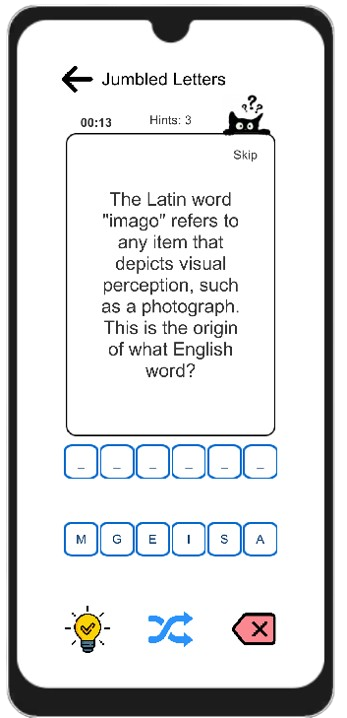 Jumbled Letters
???
00:13 Hints: 3
Skip
The Latin word
"imago" refers to
any item that
depicts visual
perception, such
as a photograph.
This is the origin
of what English
word?
_ _ _ _ _ _
M G E I S A